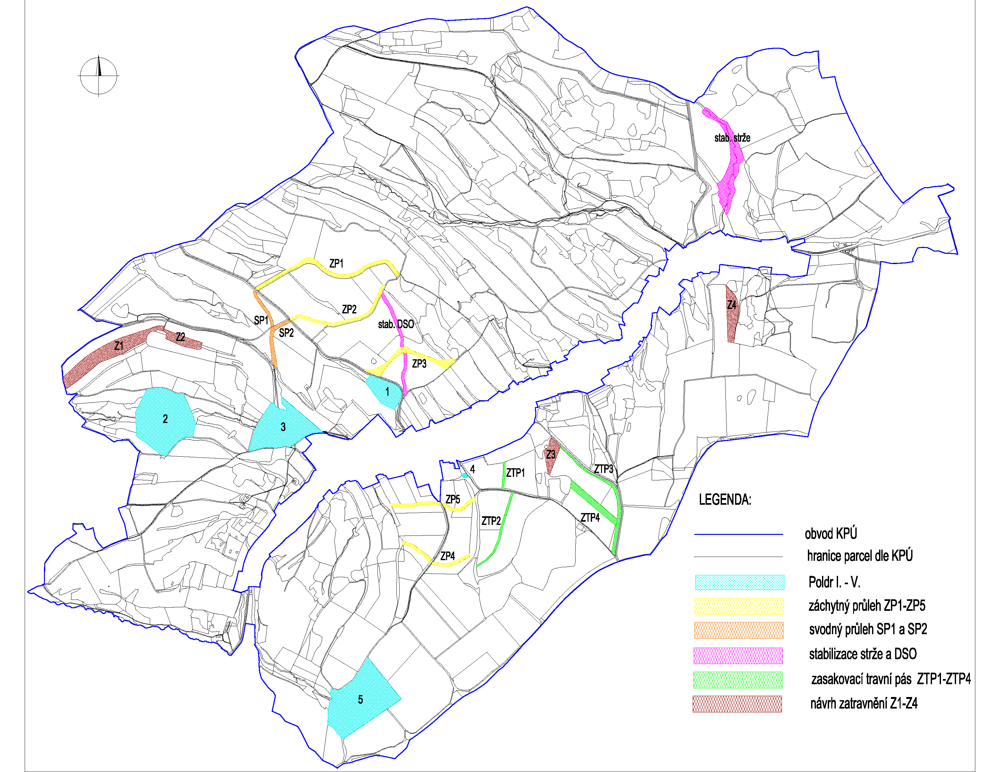 stab. strže
ZP1
ZP2
SP1
SP2
stab. DSO
Z4
Z1
Z2
ZP3
1
2
3
Z3
4
ZTP1
ZTP3
ZP5
ZTP2
ZTP4
ZP4
5
LEGENDA:
obvod KPÚ
hranice parcel dle KPÚ
Poldr I. - V.
záchytný průleh ZP1-ZP5
svodný průleh SP1 a SP2
stabilizace strže a DSO
zasakovací travní pás ZTP1-ZTP4
návrh zatravnění Z1-Z4